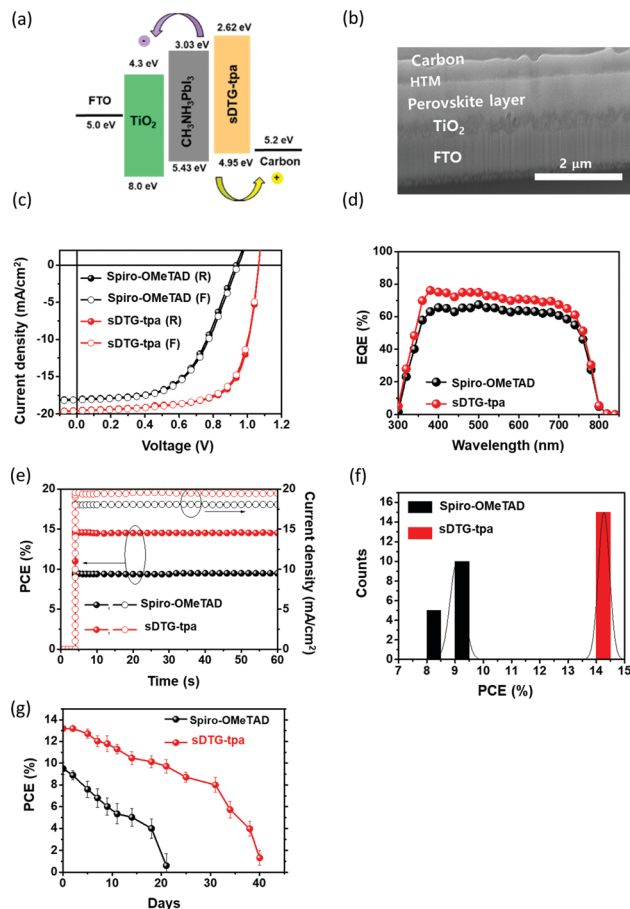 (a)
-
2.62 eV
3.03 eV
4.3 eV
FTO
5.0 eV
TiO2
CH3NH3PbI3
sDTG-tpa
5.2 eV
Carbon
5.43 eV
4.95 eV
8.0 eV
+
(b)
Carbon
HTM
Perovskite layer
TiO2
FTO
2 μm
(c)
Current density (mA/cm2)
0
-5
-10
-15
-20
Spiro-OMeTAD (R)
Spiro-OMeTAD (F)
sDTG-tpa (R)
sDTG-tpa (F)
0.0 0.2 0.4 0.6 0.8 1.0 1.2
Voltage (V)
(d)
EQE (%)
100
80
60
40
20
0
Spiro-OMeTAD
sDTG-tpa
300 400 500 600 700 800
Wavelength (nm)
(e)
PCE (%)
20
15
10
5
0
Spiro-OMeTAD
sDTG-tpa
20
15
10
5
0
Current density (mA/cm2)
0 10 20 30 40 50 60
Time (s)
(f)
Counts
16
14
12
10
8
6
4
2
0
Spiro-OMeTAD
sDTG-tpa
7 8 9 10 11 12 13 14 15
PCE (%)
(g)
PCE (%)
14
12
10
8
6
4
2
0
Spiro-OMeTAD
sDTG-tpa
0 10 20 30 40
Days